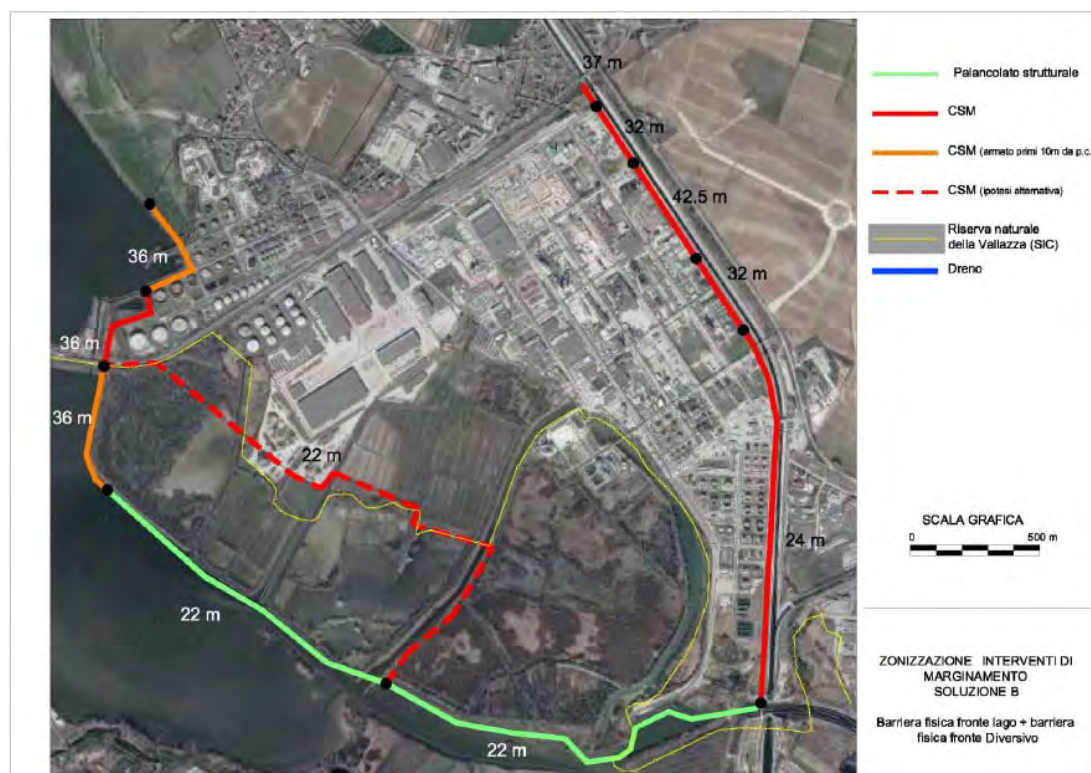 37 m
32 m
42.5 m
32 m
36 m
36 m
36 m
22 m
24 m
22 m
22 m
Palancolato strutturale
CSM
CSM (armato primi 10m da p.c.
CSM (ipotesi alternativa)
Riserva naturale
della Vallazza (SIC)
Dreno
SCALA GRAFICA
0 500 m
ZONIZZAZIONE INTERVENTI DI
MARGINAMENTO
SOLUZIONE B
Barriera fisica fronte lago + barriera
fisica fronte Diversivo